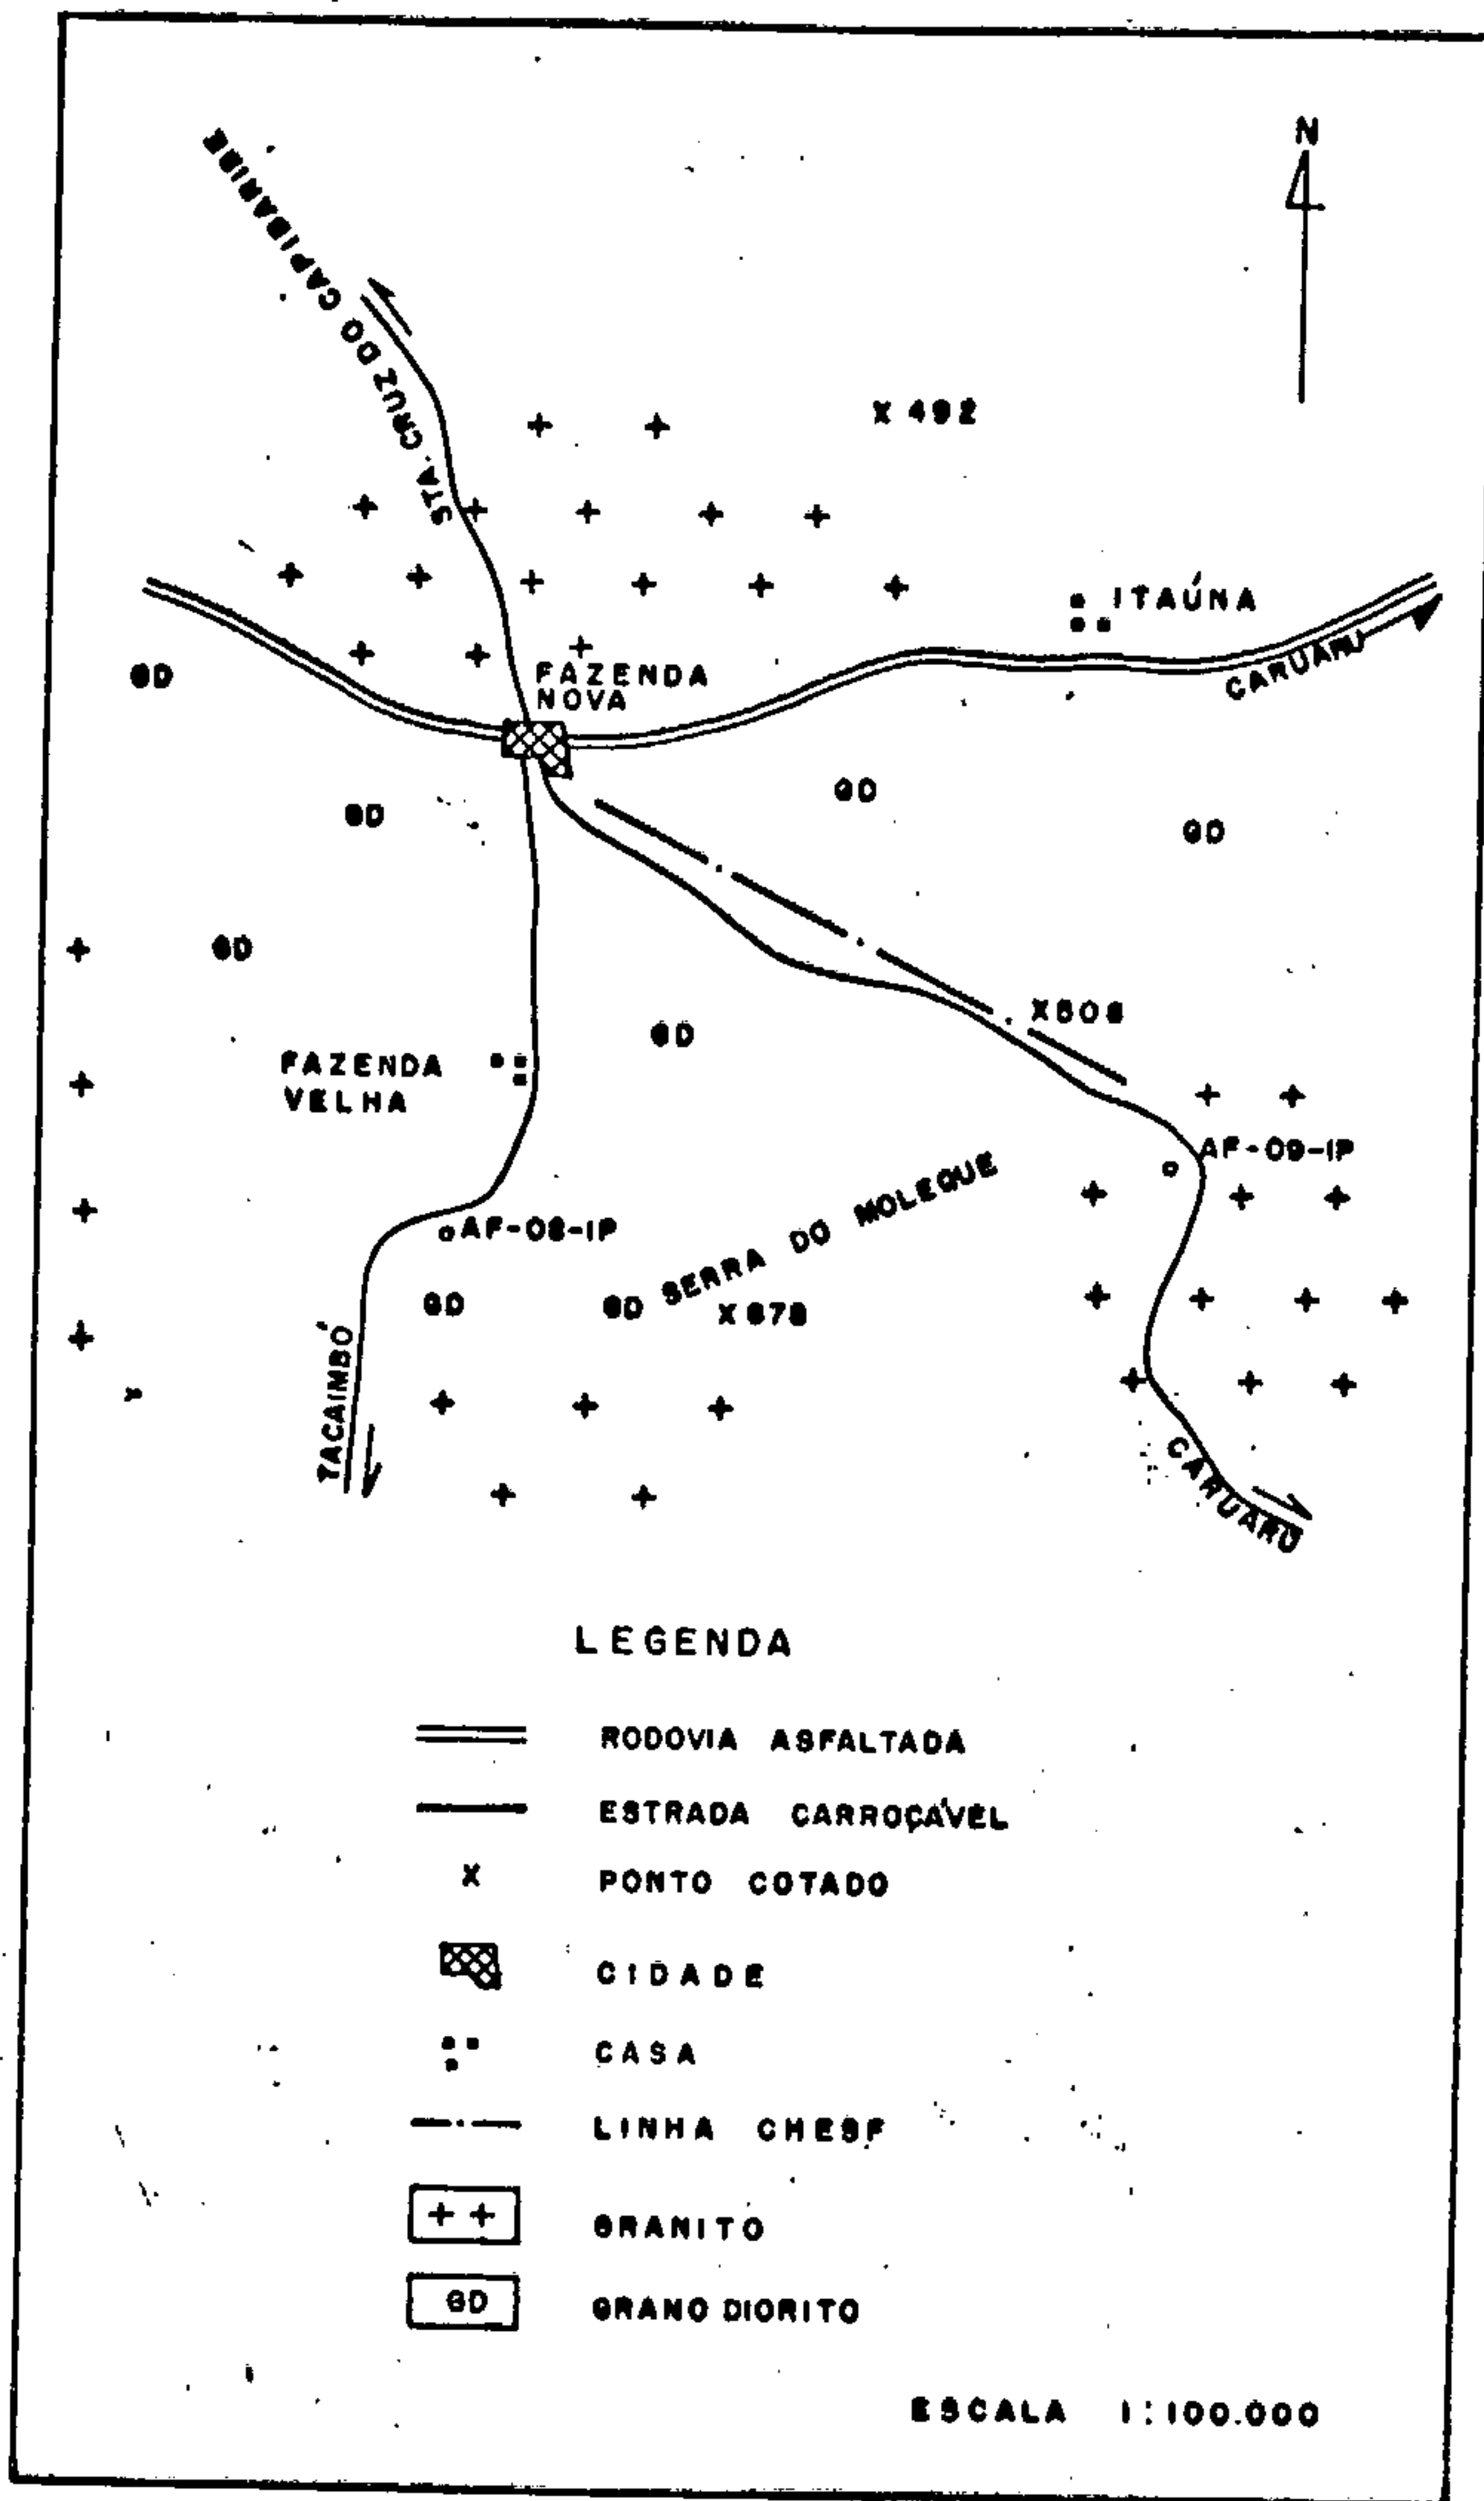 N
STA. CRUZ DO CAPIBARIBE
X 492
ITAÚNA
CARUARU
FAZENDA
NOVA
GD
GD
GD
GD
GD
GD
FAZENDA
VELHA
AF-09-IP
AF-08-IP
SERRA DO MOLEQUE
GD
GD
TACAIMBÓ
CARUARU
LEGENDA
RODOVIA ASFALTADA
ESTRADA CARROÇÁVEL
X PONTO COTADO
CIDADE
CASA
LINHA CHESF
GRANITO
GD GRANO DIORITO
ESCALA 1:100.000